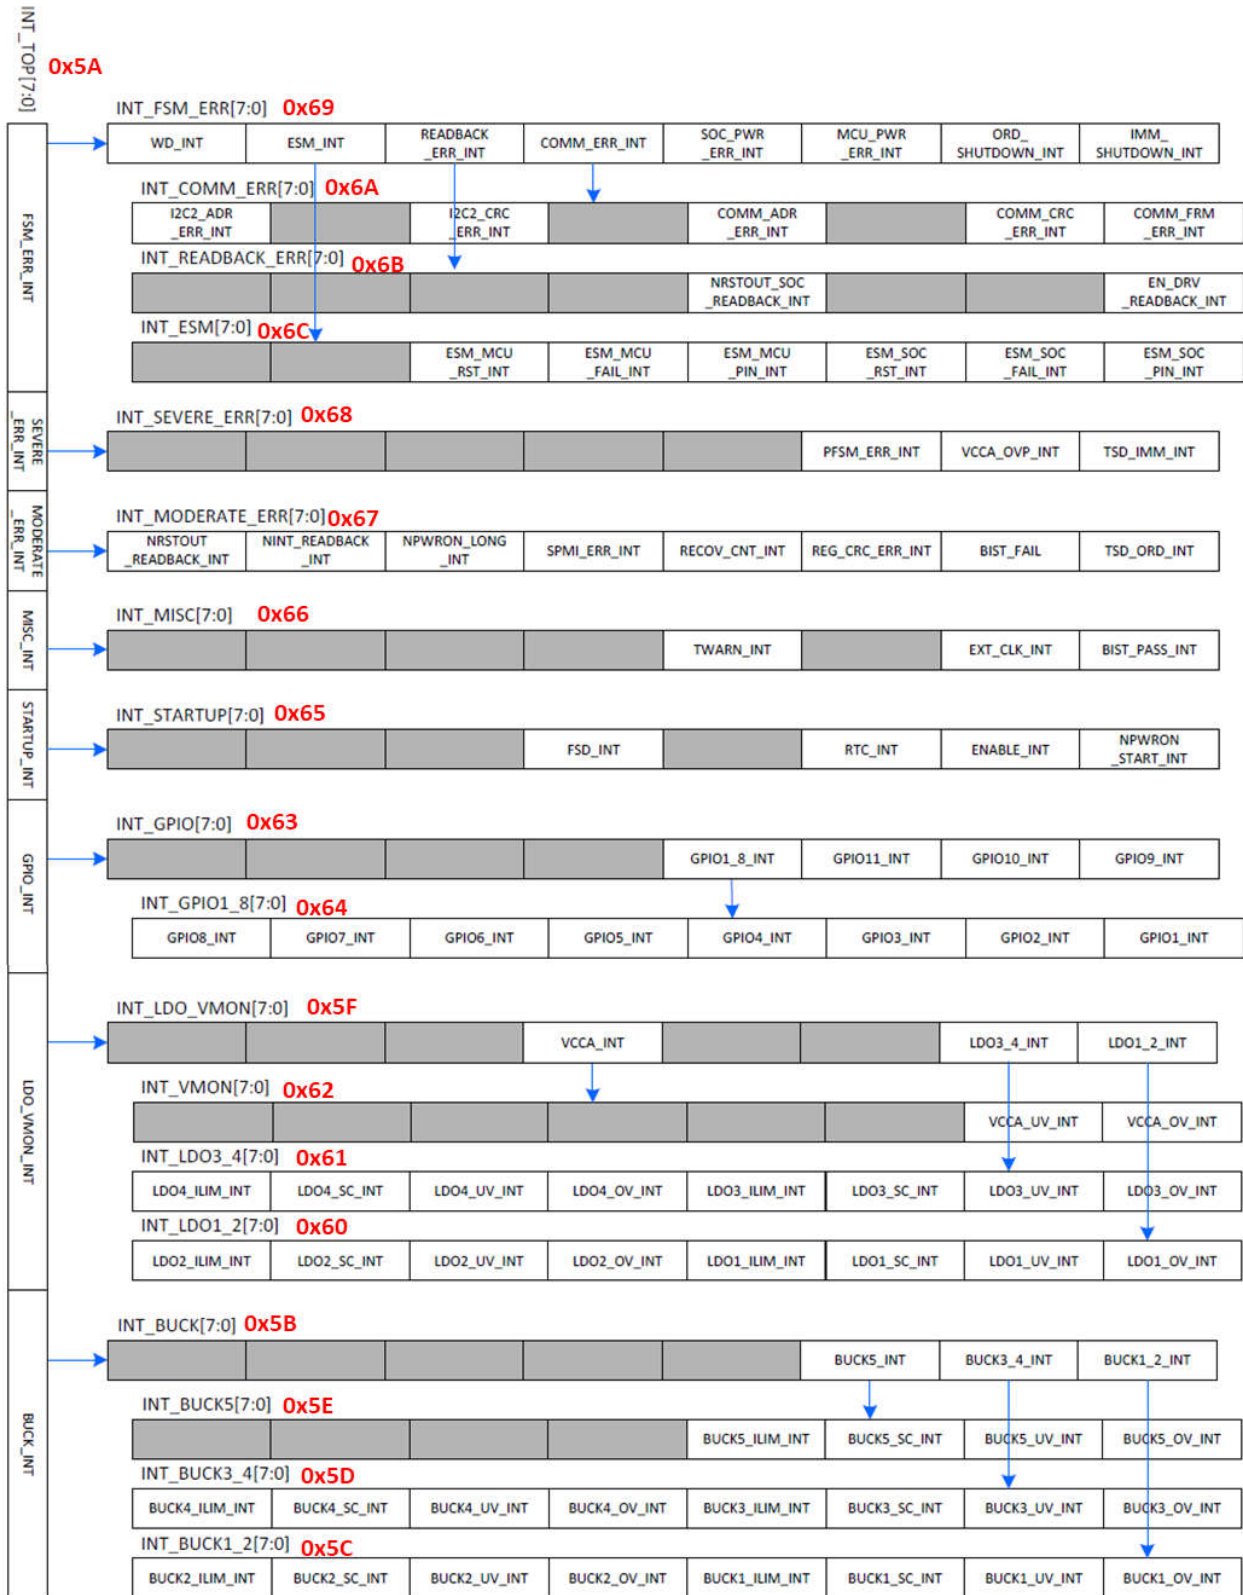 INT_TOP[7:0] 0x5A
INT_FSM_ERR[7:0] 0x69
WD_INT ESM_INT READBACK _ERR_INT COMM_ERR_INT SOC_PWR _ERR_INT MCU_PWR _ERR_INT ORD_ SHUTDOWN_INT IMM_ SHUTDOWN_INT
FSM_ERR_INT
INT_COMM_ERR[7:0] 0x6A
I2C2_ADR _ERR_INT I2C2_CRC _ERR_INT COMM_ADR _ERR_INT COMM_CRC _ERR_INT COMM_FRM _ERR_INT
INT_READBACK_ERR[7:0] 0x6B
NRSTOUT_SOC _READBACK_INT EN_DRV _READBACK_INT
INT_ESM[7:0] 0x6C
ESM_MCU _RST_INT ESM_MCU _FAIL_INT ESM_MCU _PIN_INT ESM_SOC _RST_INT ESM_SOC _FAIL_INT ESM_SOC _PIN_INT
SEVERE _ERR_INT
INT_SEVERE_ERR[7:0] 0x68
PFSM_ERR_INT VCCA_OVP_INT TSD_IMM_INT
MODERATE _ERR_INT
INT_MODERATE_ERR[7:0] 0x67
NRSTOUT _READBACK_INT NINT_READBACK _INT NPWRON_LONG _INT SPMI_ERR_INT RECOV_CNT_INT REG_CRC_ERR_INT BIST_FAIL TSD_ORD_INT
MISC_INT
INT_MISC[7:0] 0x66
TWARN_INT EXT_CLK_INT BIST_PASS_INT
STARTUP_INT
INT_STARTUP[7:0] 0x65
FSD_INT RTC_INT ENABLE_INT NPWRON _START_INT
GPIO_INT
INT_GPIO[7:0] 0x63
GPIO1_8_INT GPIO11_INT GPIO10_INT GPIO9_INT
INT_GPIO1_8[7:0] 0x64
GPIO8_INT GPIO7_INT GPIO6_INT GPIO5_INT GPIO4_INT GPIO3_INT GPIO2_INT GPIO1_INT
LDO_VMON_INT
INT_LDO_VMON[7:0] 0x5F
VCCA_INT LDO3_4_INT LDO1_2_INT
INT_VMON[7:0] 0x62
VCCA_UV_INT VCCA_OV_INT
INT_LDO3_4[7:0] 0x61
LDO4_ILIM_INT LDO4_SC_INT LDO4_UV_INT LDO4_OV_INT LDO3_ILIM_INT LDO3_SC_INT LDO3_UV_INT LDO3_OV_INT
INT_LDO1_2[7:0] 0x60
LDO2_ILIM_INT LDO2_SC_INT LDO2_UV_INT LDO2_OV_INT LDO1_ILIM_INT LDO1_SC_INT LDO1_UV_INT LDO1_OV_INT
BUCK_INT
INT_BUCK[7:0] 0x5B
BUCK5_INT BUCK3_4_INT BUCK1_2_INT
INT_BUCK5[7:0] 0x5E
BUCK5_ILIM_INT BUCK5_SC_INT BUCK5_UV_INT BUCK5_OV_INT
INT_BUCK3_4[7:0] 0x5D
BUCK4_ILIM_INT BUCK4_SC_INT BUCK4_UV_INT BUCK4_OV_INT BUCK3_ILIM_INT BUCK3_SC_INT BUCK3_UV_INT BUCK3_OV_INT
INT_BUCK1_2[7:0] 0x5C
BUCK2_ILIM_INT BUCK2_SC_INT BUCK2_UV_INT BUCK2_OV_INT BUCK1_ILIM_INT BUCK1_SC_INT BUCK1_UV_INT BUCK1_OV_INT